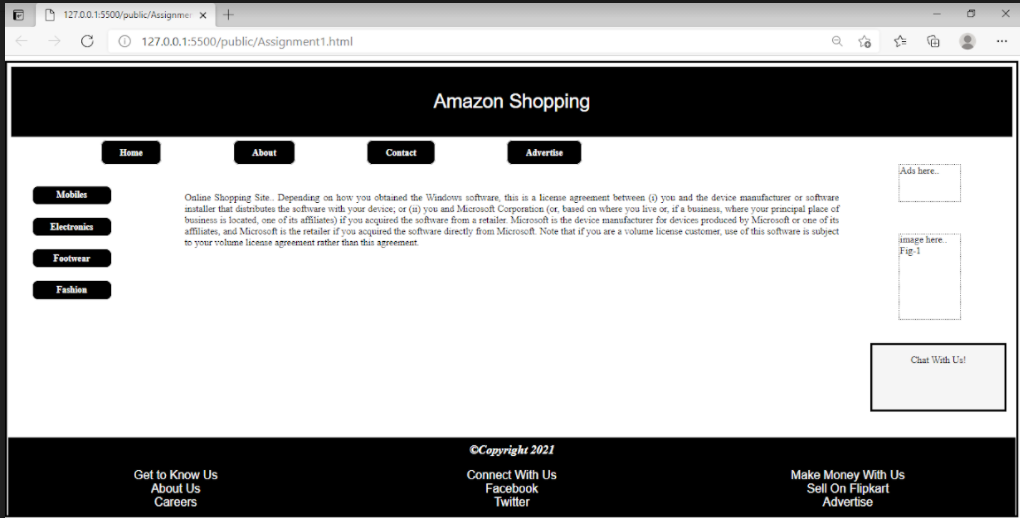 127.0.0.1:5500/public/Assignmer
127.0.0.1:5500/public/Assignment1.html
Amazon Shopping
Home About Contact Advertise
Mobiles
Electronics
Footwear
Fashion
Online Shopping Site.. Depending on how you obtained the Windows software, this is a license agreement between (i) you and the device manufacturer or software
installer that distributes the software with your device; or (ii) you and Microsoft Corporation (or, based on where you live or, if a business, where your principal place of
business is located, one of its affiliates) if you acquired the software from a retailer. Microsoft is the device manufacturer for devices produced by Microsoft or one of its
affiliates, and Microsoft is the retailer if you acquired the software directly from Microsoft. Note that if you are a volume license customer, use of this software is subject
to your volume license agreement rather than this agreement.
Ads here..
image here..
Fig-1
Chat With Us!
©Copyright 2021
Get to Know Us
About Us
Careers
Connect With Us
Facebook
Twitter
Make Money With Us
Sell On Flipkart
Advertise